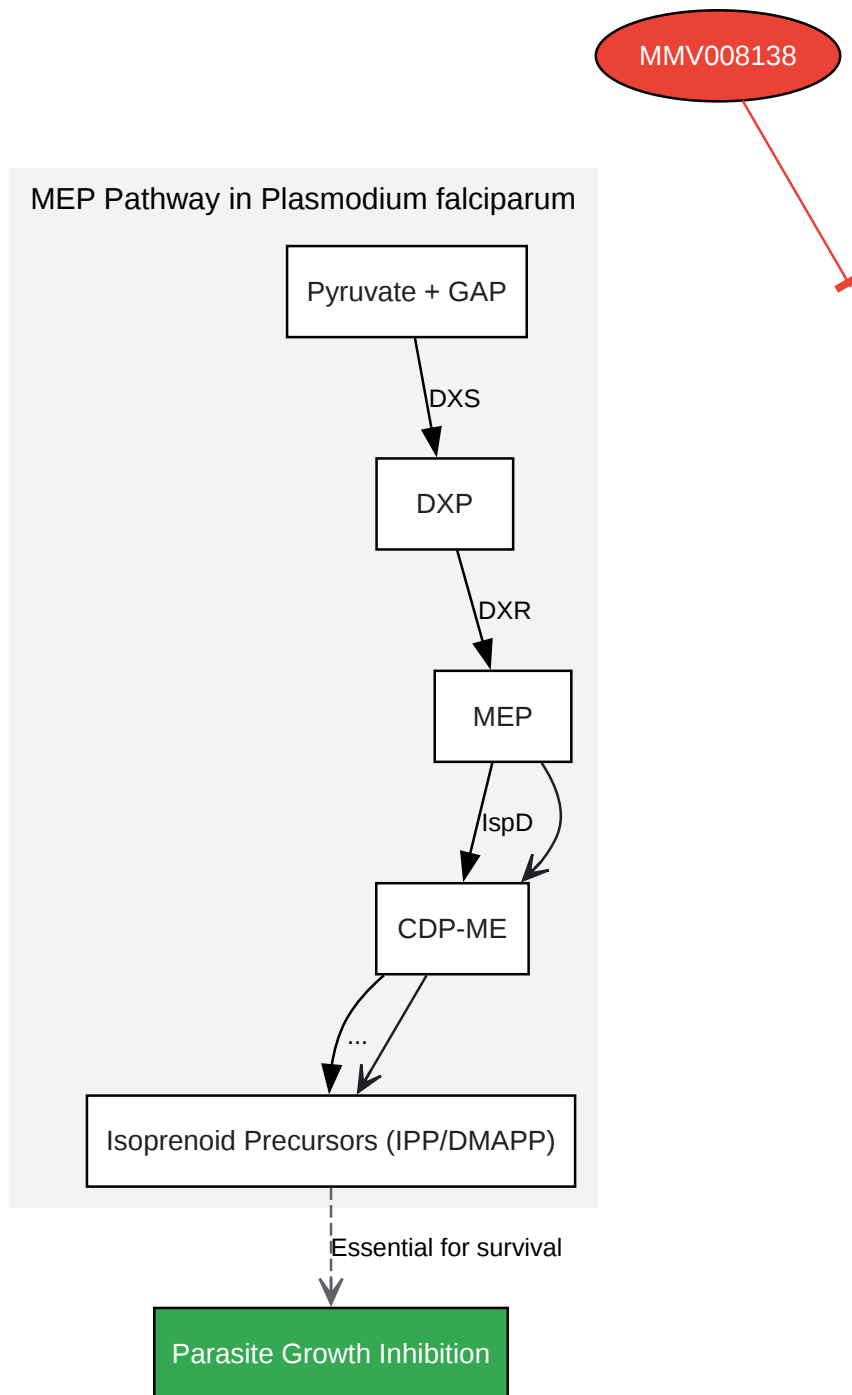 MMV008138
MEP Pathway in Plasmodium falciparum
Pyruvate + GAP
DXS
DXP
DXR
MEP
IspD
CDP-ME
...
Isoprenoid Precursors (IPP/DMAPP)
Essential for survival
Parasite Growth Inhibition